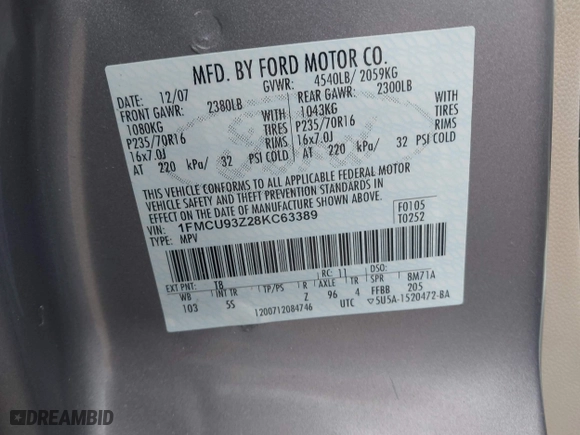 MFD. BY FORD MOTOR CO.
DATE: 12/07 GVWR: 4540LB/ 2059KG
FRONT GAWR: 2380LB REAR GAWR: 2300LB
1080KG WITH 1043KG WITH
P235/70R16 TIRES P235/70R16 TIRES
16x7.0J RIMS 16x7.0J RIMS
AT 220 kPa/ 32 PSI COLD AT 220 kPa/ 32 PSI COLD
THIS VEHICLE CONFORMS TO ALL APPLICABLE FEDERAL MOTOR
VEHICLE SAFETY AND THEFT PREVENTION STANDARDS IN
EFFECT ON THE DATE OF MANUFACTURE SHOWN ABOVE.
VIN: 1FMCU93Z28KC63389 F0105
TYPE: MPV T0252
EXT PNT: T8 RC: 11 DSO:
WB INT TR TP/PS R AXLE TR SPR 8M71A
103 5S Z 96 4 FFBB 205
1200712084746 UTC ▽5U5A-1520472-BA
DREAMBID